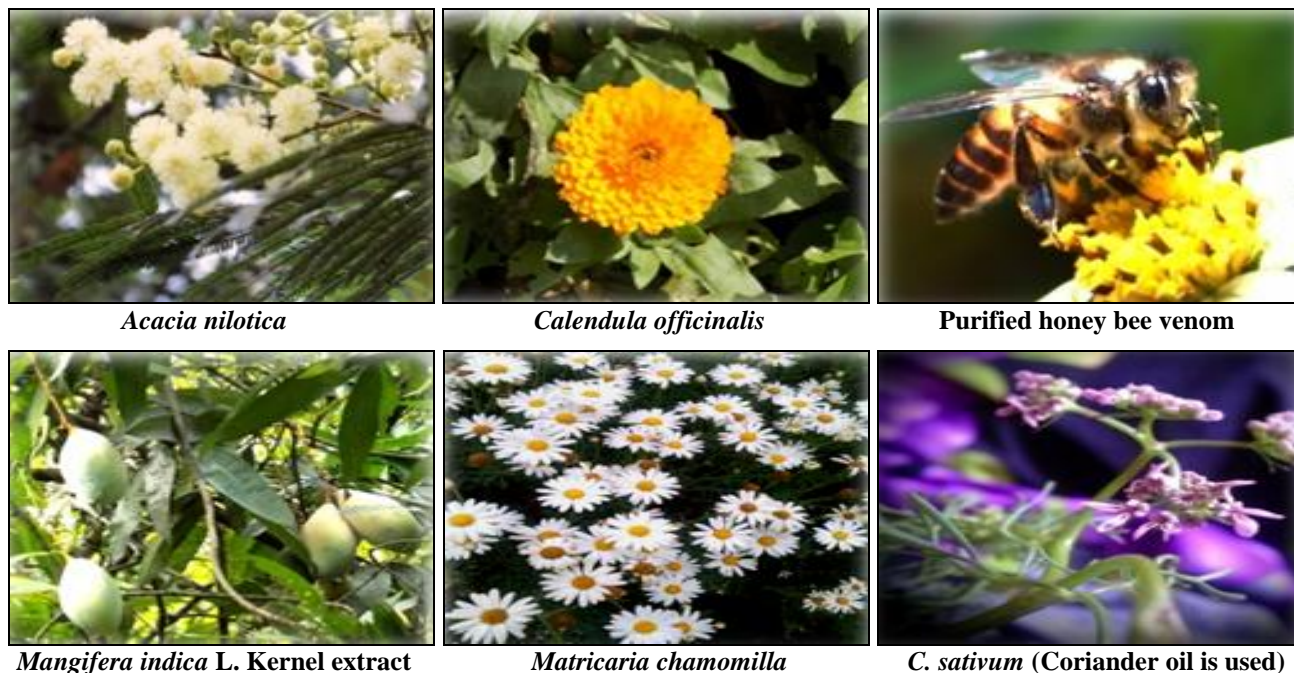 Acacia nilotica
Calendula officinalis
Purified honey bee venom
Mangifera indica L. Kernel extract
Matricaria chamomilla
C. sativum (Coriander oil is used)